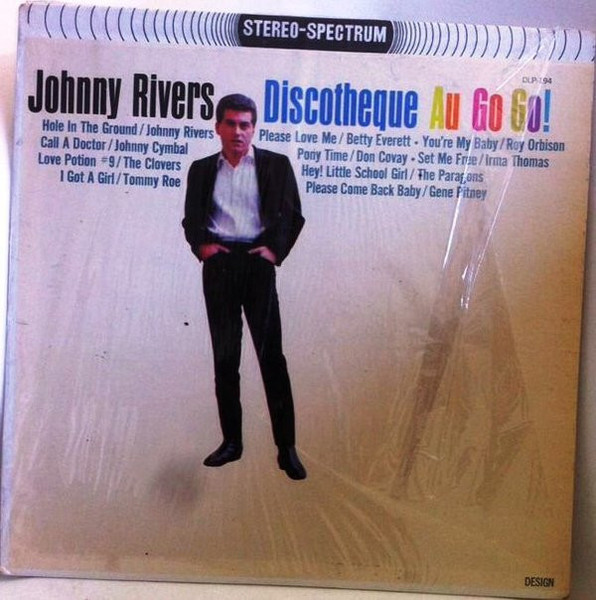 STEREO-SPECTRUM
DLP-194
Johnny Rivers
Discotheque Au Go Go!
Hole In The Ground / Johnny Rivers
Call A Doctor / Johnny Cymbal
Love Potion #9 / The Clovers
I Got A Girl / Tommy Roe
Please Love Me / Betty Everett • You're My Baby / Roy Orbison
Pony Time / Don Covay • Set Me Free / Irma Thomas
Hey! Little School Girl / The Paragons
Please Come Back Baby / Gene Pitney
DESIGN